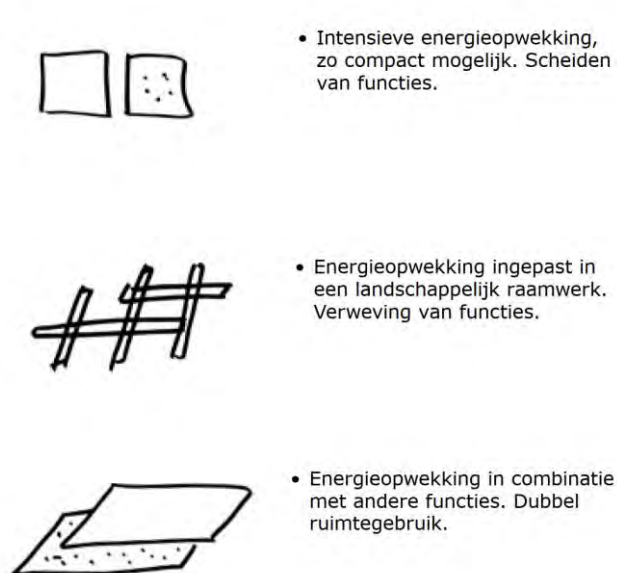 • Intensieve energieopwekking,
zo compact mogelijk. Scheiden
van functies.
• Energieopwekking ingepast in
een landschappelijk raamwerk.
Verweving van functies.
• Energieopwekking in combinatie
met andere functies. Dubbel
ruimtegebruik.